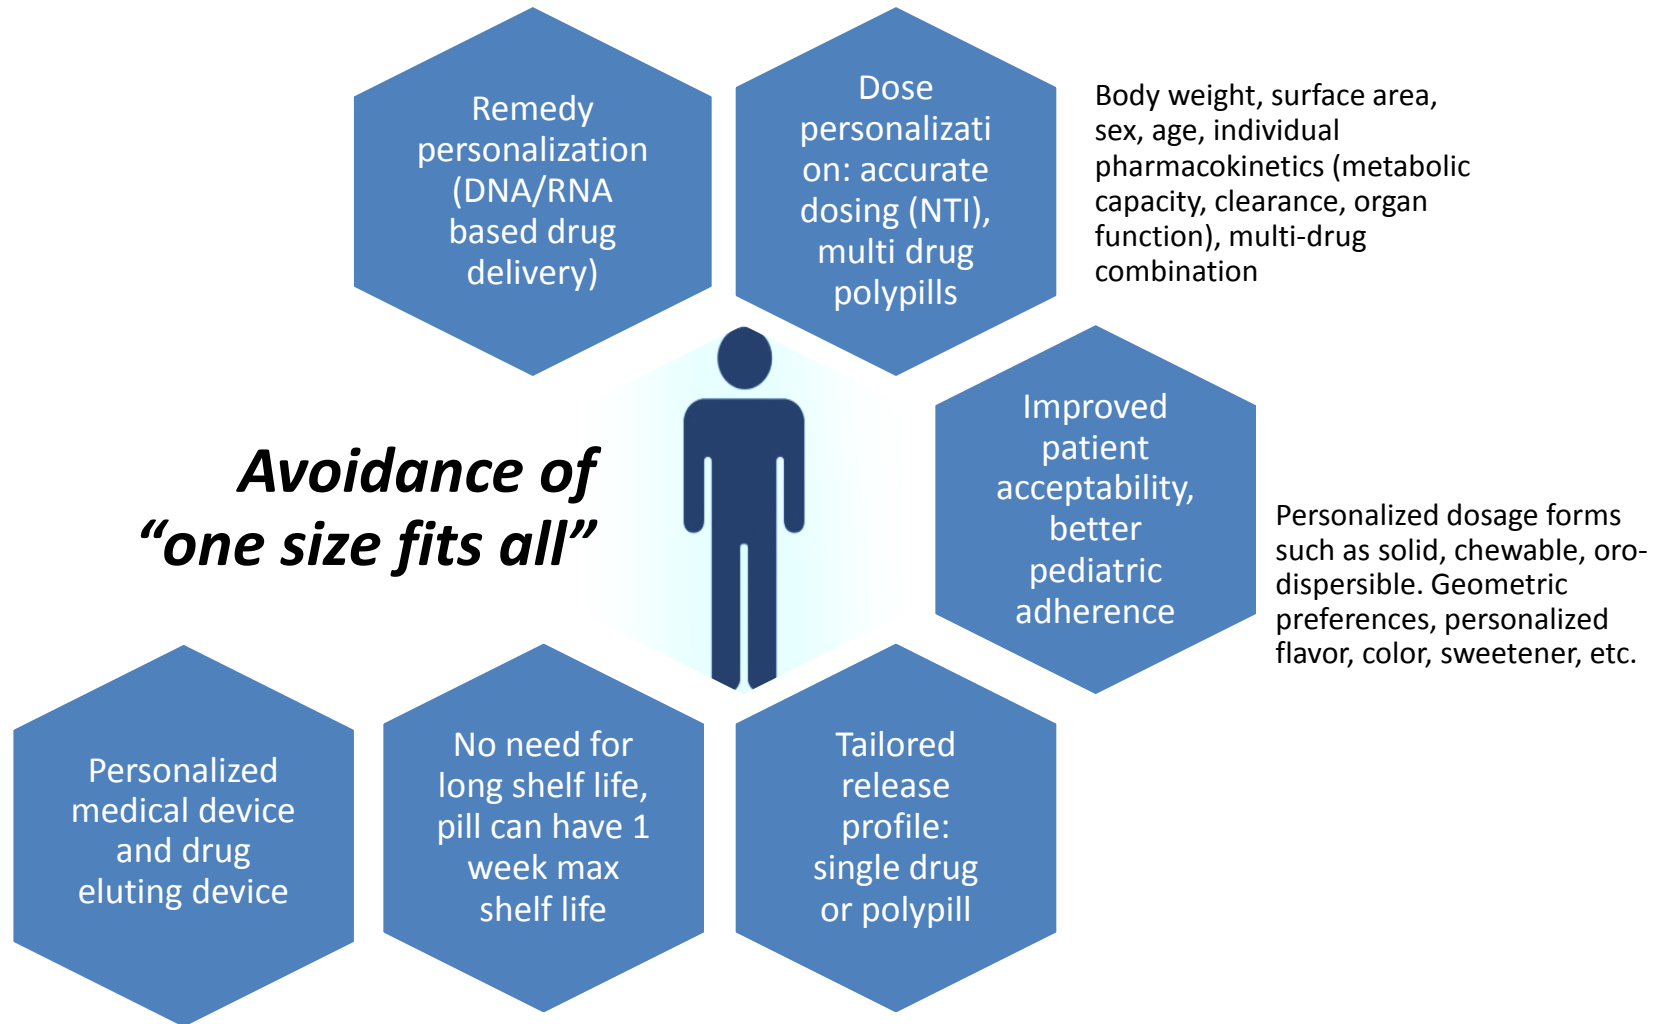 Remedy
personalization
(DNA/RNA
based drug
delivery)
Dose
personalizati
on: accurate
dosing (NTI),
multi drug
polypills
Body weight, surface area,
sex, age, individual
pharmacokinetics (metabolic
capacity, clearance, organ
function), multi-drug
combination
Avoidance of
“one size fits all”
Improved
patient
acceptability,
better
pediatric
adherence
Personalized dosage forms
such as solid, chewable, oro-
dispersible. Geometric
preferences, personalized
flavor, color, sweetener, etc.
Personalized
medical device
and drug
eluting device
No need for
long shelf life,
pill can have 1
week max
shelf life
Tailored
release
profile:
single drug
or polypill